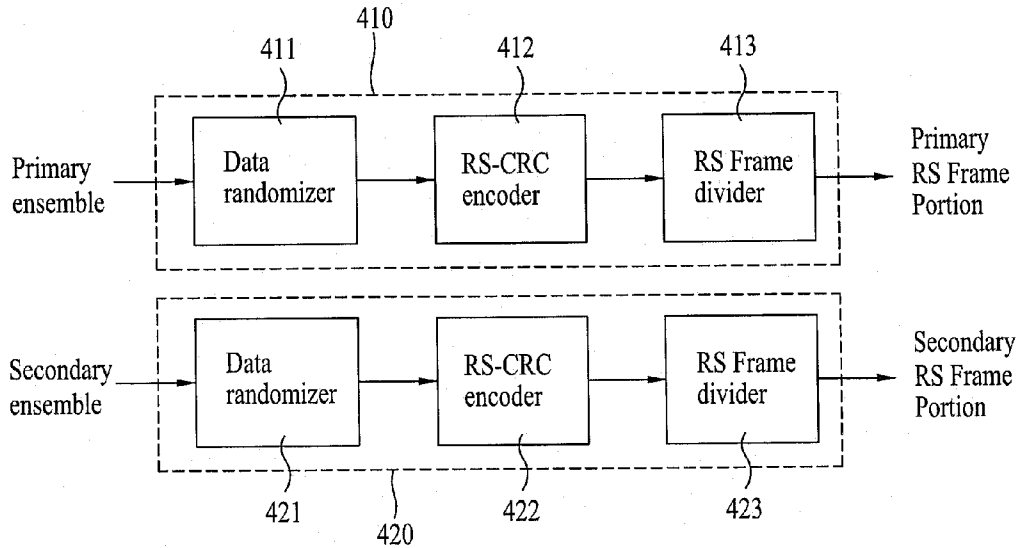 410
411
412
413
Primary
ensemble
Data
randomizer
RS-CRC
encoder
RS Frame
divider
Primary
RS Frame
Portion
Secondary
ensemble
Data
randomizer
RS-CRC
encoder
RS Frame
divider
Secondary
RS Frame
Portion
421
422
423
420